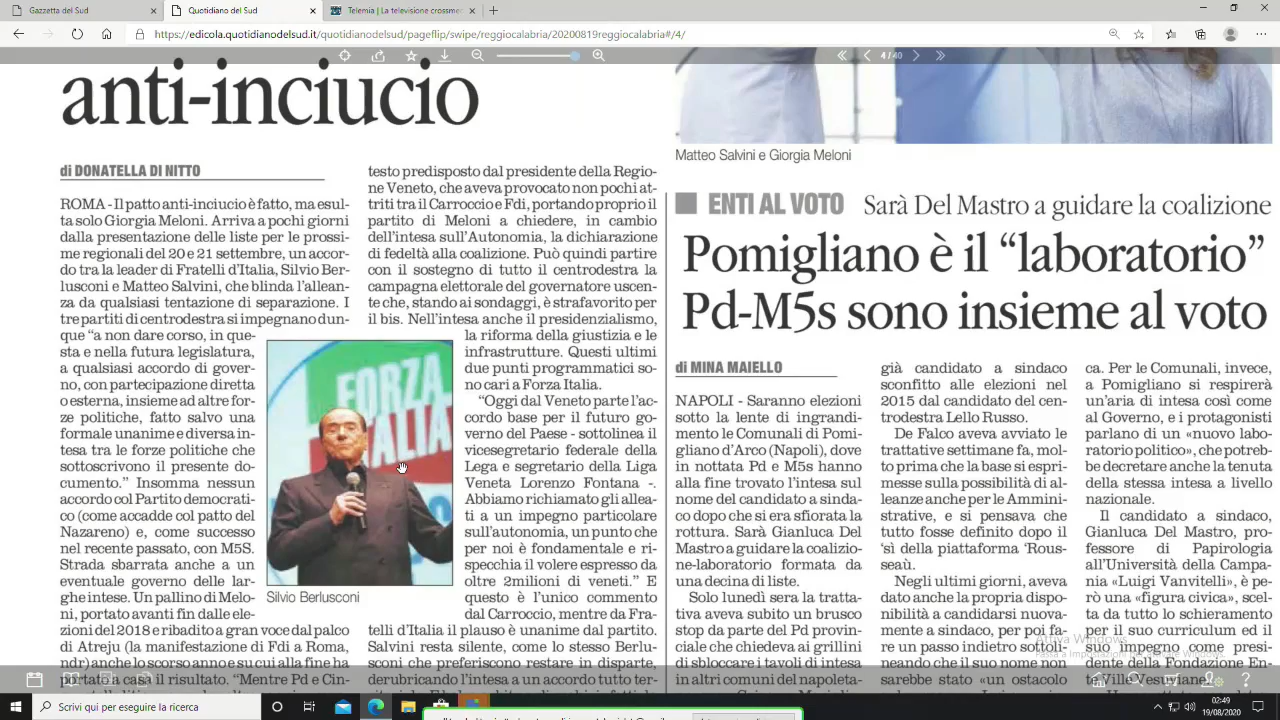 Gazzetta del Sud
Quotidiano del Sud
Telemia | La televisione crossme
https://edicola.quotidianodelsud.it/quotidianodelsud/pageflip/swipe/reggiocalabria/20200819reggiocalabria#/4/
4/40
anti-inciucio
di DONATELLA DI NITTO
ROMA - Il patto anti-inciucio è fatto, ma esul-
ta solo Giorgia Meloni. Arriva a pochi giorni
dalla presentazione delle liste per le prossi-
me regionali del 20 e 21 settembre, un accor-
do tra la leader di Fratelli d'Italia, Silvio Ber-
lusconi e Matteo Salvini, che blinda l'allean-
za da qualsiasi tentazione di separazione. I
tre partiti di centrodestra si impegnano dun-
que “a non dare corso, in que-
sta e nella futura legislatura,
a qualsiasi accordo di gover-
no, con partecipazione diretta
o esterna, insieme ad altre for-
ze politiche, fatto salvo una
formale unanime e diversa in-
tesa tra le forze politiche che
sottoscrivono il presente do-
cumento.” Insomma nessun
accordo col Partito democrati-
co (come accadde col patto del
Nazareno) e, come successo
nel recente passato, con M5S.
Strada sbarrata anche a un
eventuale governo delle lar-
ghe intese. Un pallino di Melo-
ni, portato avanti fin dalle ele-
zioni del 2018 e ribadito a gran voce dal palco
di Atreju (la manifestazione di Fdi a Roma,
ndr) anche lo scorso anno e su cui alla fine ha
portato a casa il risultato. “Mentre Pd e Cin-
FORZA
ITALIA
Silvio Berlusconi
testo predisposto dal presidente della Regio-
ne Veneto, che aveva provocato non pochi at-
triti tra il Carroccio e Fdi, portando proprio il
partito di Meloni a chiedere, in cambio
dell'intesa sull'Autonomia, la dichiarazione
di fedeltà alla coalizione. Può quindi partire
con il sostegno di tutto il centrodestra la
campagna elettorale del governatore uscen-
te che, stando ai sondaggi, è strafavorito per
il bis. Nell'intesa anche il presidenzialismo,
la riforma della giustizia e le
infrastrutture. Questi ultimi
due punti programmatici so-
no cari a Forza Italia.
“Oggi dal Veneto parte l'ac-
cordo base per il futuro go-
verno del Paese - sottolinea il
vicesegretario federale della
Lega e segretario della Liga
Veneta Lorenzo Fontana -.
Abbiamo richiamato gli allea-
ti a un impegno particolare
sull'autonomia, un punto che
per noi è fondamentale e ri-
specchia il volere espresso da
oltre 2milioni di veneti.” E
questo è l'unico commento
dal Carroccio, mentre da Fra-
telli d'Italia il plauso è unanime dal partito.
Salvini resta silente, come lo stesso Berlu-
sconi che preferiscono restare in disparte,
derubricando l'intesa a un accordo tutto ter-
Matteo Salvini e Giorgia Meloni
ENTI AL VOTO Sarà Del Mastro a guidare la coalizione
Pomigliano è il “laboratorio”
Pd-M5s sono insieme al voto
di MINA MAIELLO
NAPOLI - Saranno elezioni
sotto la lente di ingrandi-
mento le Comunali di Pomi-
gliano d'Arco (Napoli), dove
in nottata Pd e M5s hanno
alla fine trovato l'intesa sul
nome del candidato a sinda-
co dopo che si era sfiorata la
rottura. Sarà Gianluca Del
Mastro a guidare la coalizio-
ne-laboratorio formata da
una decina di liste.
Solo lunedì sera la tratta-
tiva aveva subito un brusco
stop da parte del Pd provin-
ciale che chiedeva ai grillini
di sbloccare i tavoli di intesa
in altri comuni del napoleta-
già candidato a sindaco
sconfitto alle elezioni nel
2015 dal candidato del cen-
trodestra Lello Russo.
De Falco aveva avviato le
trattative settimane fa, mol-
to prima che la base si espri-
messe sulla possibilità di al-
leanze anche per le Ammini-
strative, e si pensava che
tutto fosse definito dopo il
'sì della piattaforma 'Rous-
seaù.
Negli ultimi giorni, aveva
dato anche la propria dispo-
nibilità a candidarsi nuova-
mente a sindaco, per poi fa-
re un passo indietro sottoli-
neando che il suo nome non
sarebbe stato «un ostacolo
ca. Per le Comunali, invece,
a Pomigliano si respirerà
un'aria di intesa così come
al Governo, e i protagonisti
parlano di un «nuovo labo-
ratorio politico», che potreb-
be decretare anche la tenuta
della stessa intesa a livello
nazionale.
Il candidato a sindaco,
Gianluca Del Mastro, pro-
fessore di Papirologia
all'Università della Campa-
nia «Luigi Vanvitelli», è pe-
rò una «figura civica», scel-
ta da tutto lo schieramento
per il suo curriculum ed il
suo impegno come presi-
dente della Fondazione En-
te Ville Vesuviane.
Attiva Windows
Passa a Impostazioni per attivare Windows.
Scrivi qui per eseguire la ricerca
02:49
19/08/2020